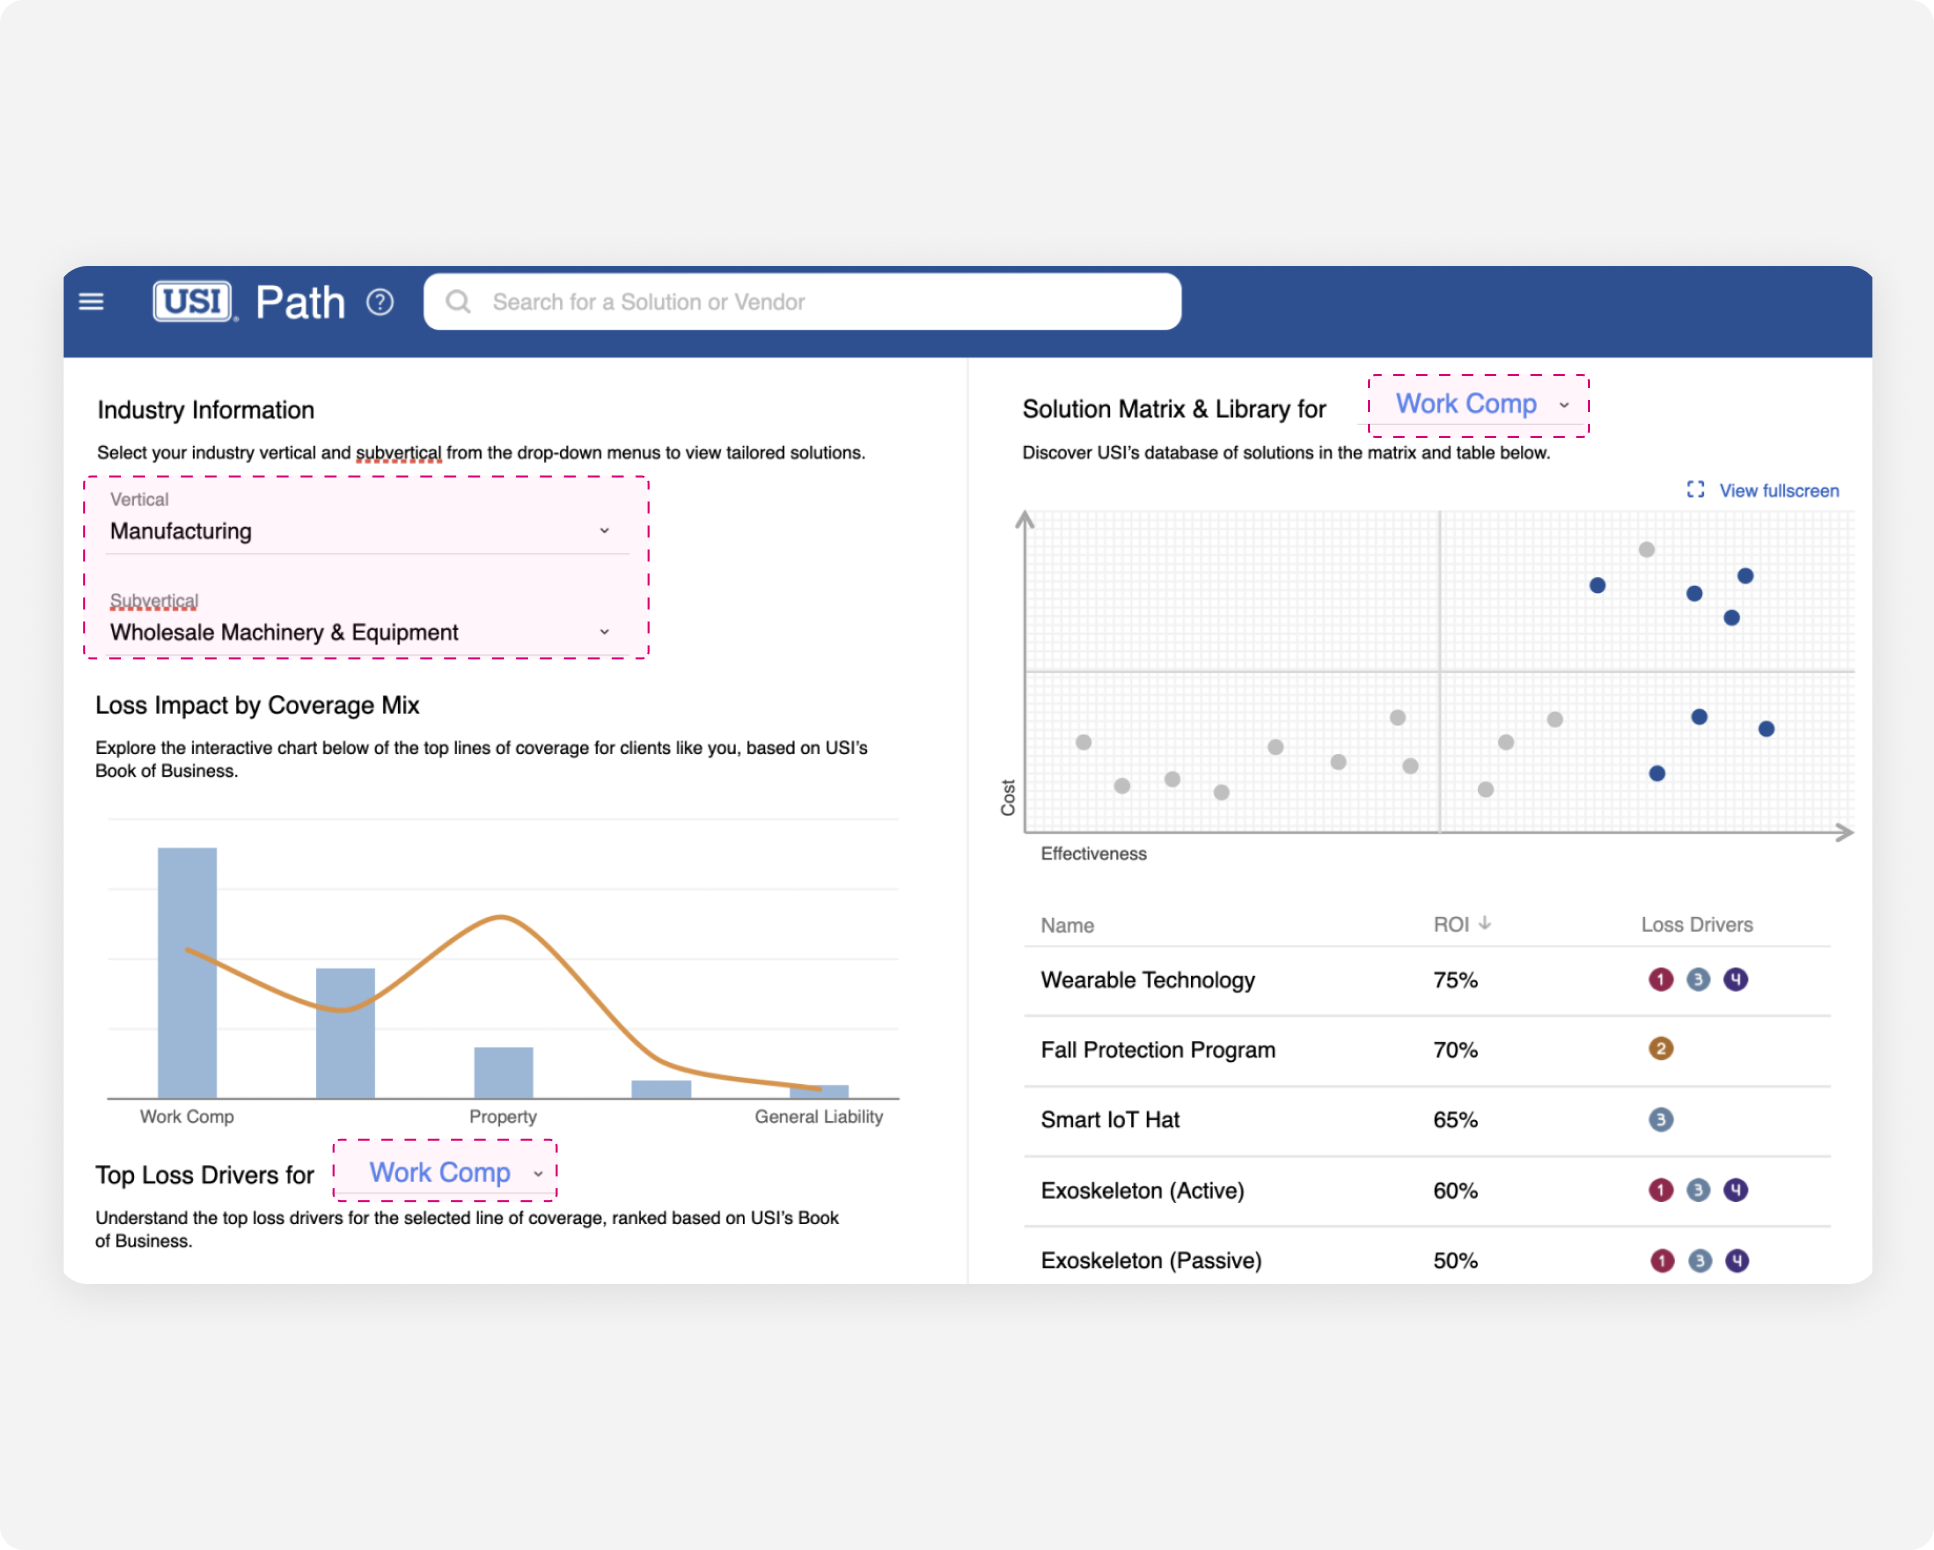 USI® Path ? Search for a Solution or Vendor
Industry Information
Select your industry vertical and subvertical from the drop-down menus to view tailored solutions.
Vertical
Manufacturing
Subvertical
Wholesale Machinery & Equipment
Loss Impact by Coverage Mix
Explore the interactive chart below of the top lines of coverage for clients like you, based on USI's
Book of Business.
Work Comp Property General Liability
Top Loss Drivers for Work Comp
Understand the top loss drivers for the selected line of coverage, ranked based on USI's Book
of Business.
Solution Matrix & Library for Work Comp
Discover USI's database of solutions in the matrix and table below.
View fullscreen
Cost
Effectiveness
Name ROI Loss Drivers
Wearable Technology 75% 1 3 4
Fall Protection Program 70% 2
Smart IoT Hat 65% 3
Exoskeleton (Active) 60% 1 3 4
Exoskeleton (Passive) 50% 1 3 4